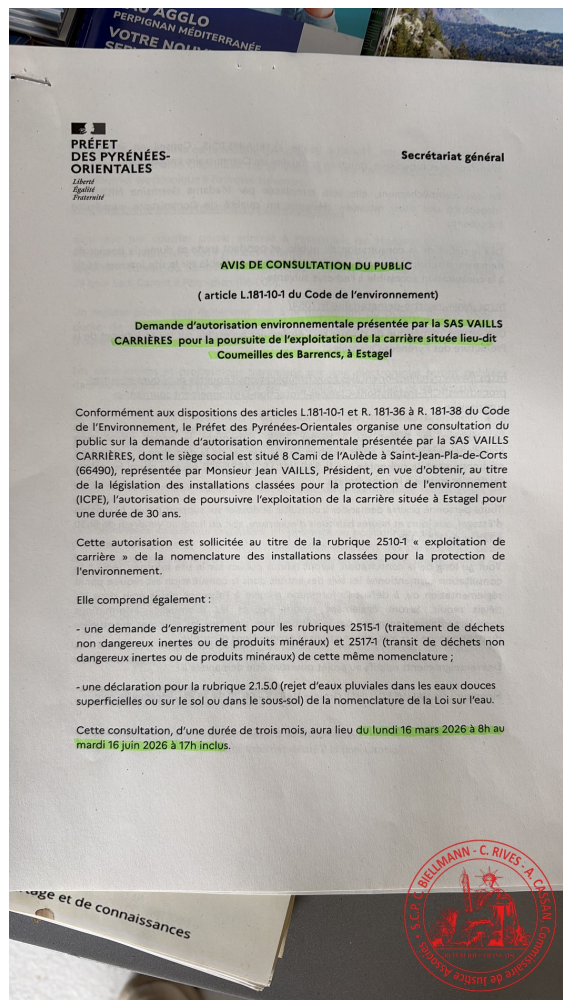 AGGLO
PERPIGNAN MÉDITERRANÉE
VOTRE NOU
SER
PRÉFET
DES PYRÉNÉES-
ORIENTALES
Liberté
Égalité
Fraternité
Secrétariat général
AVIS DE CONSULTATION DU PUBLIC
( article L.181-10-1 du Code de l'environnement)
Demande d'autorisation environnementale présentée par la SAS VAILLS
CARRIÈRES pour la poursuite de l'exploitation de la carrière située lieu-dit
Coumeilles des Barrencs, à Estagel
Conformément aux dispositions des articles L.181-10-1 et R. 181-36 à R. 181-38 du Code
de l'Environnement, le Préfet des Pyrénées-Orientales organise une consultation du
public sur la demande d'autorisation environnementale présentée par la SAS VAILLS
CARRIÈRES, dont le siège social est situé 8 Cami de l'Aulède à Saint-Jean-Pla-de-Corts
(66490), représentée par Monsieur Jean VAILLS, Président, en vue d'obtenir, au titre
de la législation des installations classées pour la protection de l'environnement
(ICPE), l'autorisation de poursuivre l'exploitation de la carrière située à Estagel pour
une durée de 30 ans.
Cette autorisation est sollicitée au titre de la rubrique 2510-1 « exploitation de
carrière » de la nomenclature des installations classées pour la protection de
l'environnement.
Elle comprend également :
- une demande d'enregistrement pour les rubriques 2515-1 (traitement de déchets
non dangereux inertes ou de produits minéraux) et 2517-1 (transit de déchets non
dangereux inertes ou de produits minéraux) de cette même nomenclature ;
- une déclaration pour la rubrique 2.1.5.0 (rejet d'eaux pluviales dans les eaux douces
superficielles ou sur le sol ou dans le sous-sol) de la nomenclature de la Loi sur l'eau.
Cette consultation, d'une durée de trois mois, aura lieu du lundi 16 mars 2026 à 8h au
mardi 16 juin 2026 à 17h inclus.
age et de connaissances
S.C.P. C. BIELLMANN - C. RIVES - A. CASSAN
Commissaire de Justice Associés